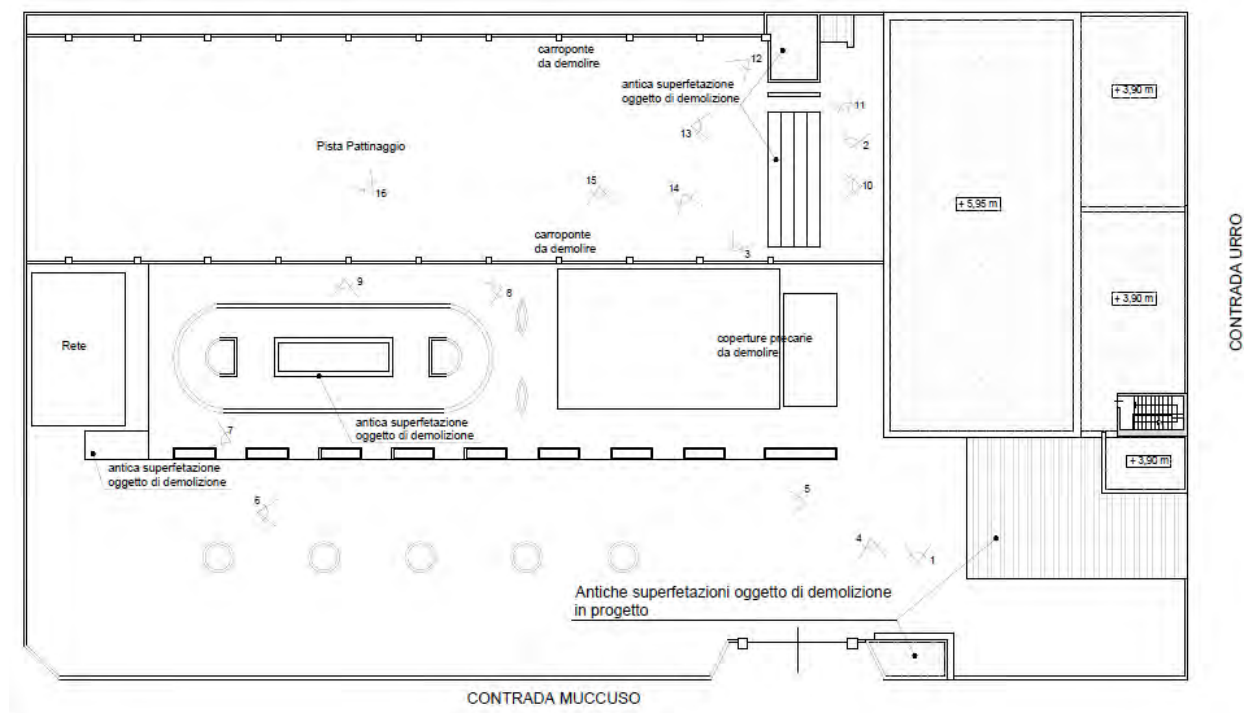 carroponte
da demolire
12
antica superfetazione
oggetto di demolizione
+ 3,90 m
11
13
2
Pista Pattinaggio
16
15
14
10
+ 5,95 m
carroponte
da demolire
3
CONTRADA URRO
9
8
+ 3,90 m
Rete
coperture precarie
da demolire
antica superfetazione
oggetto di demolizione
7
antica superfetazione
oggetto di demolizione
+ 3,90 m
6
5
4
1
Antiche superfetazioni oggetto di demolizione
in progetto
CONTRADA MUCCUSO